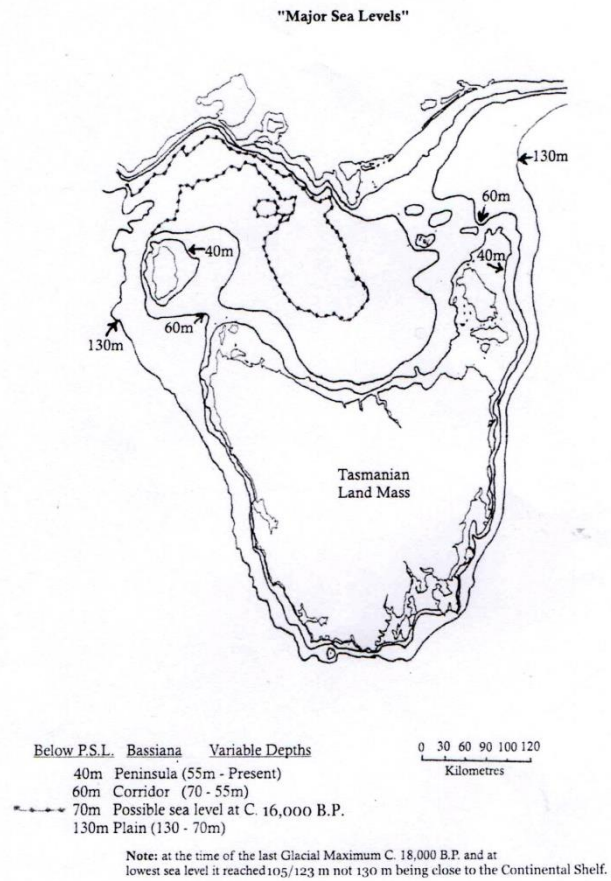 "Major Sea Levels"
130m
60m
40m
40m
60m
130m
Tasmanian
Land Mass
Below P.S.L. Bassiana Variable Depths
40m Peninsula (55m - Present)
60m Corridor (70 - 55m)
70m Possible sea level at C. 16,000 B.P.
130m Plain (130 - 70m)
0 30 60 90 100 120
Kilometres
Note: at the time of the last Glacial Maximum C. 18,000 B.P. and at
lowest sea level it reached 105/123 m not 130 m being close to the Continental Shelf.